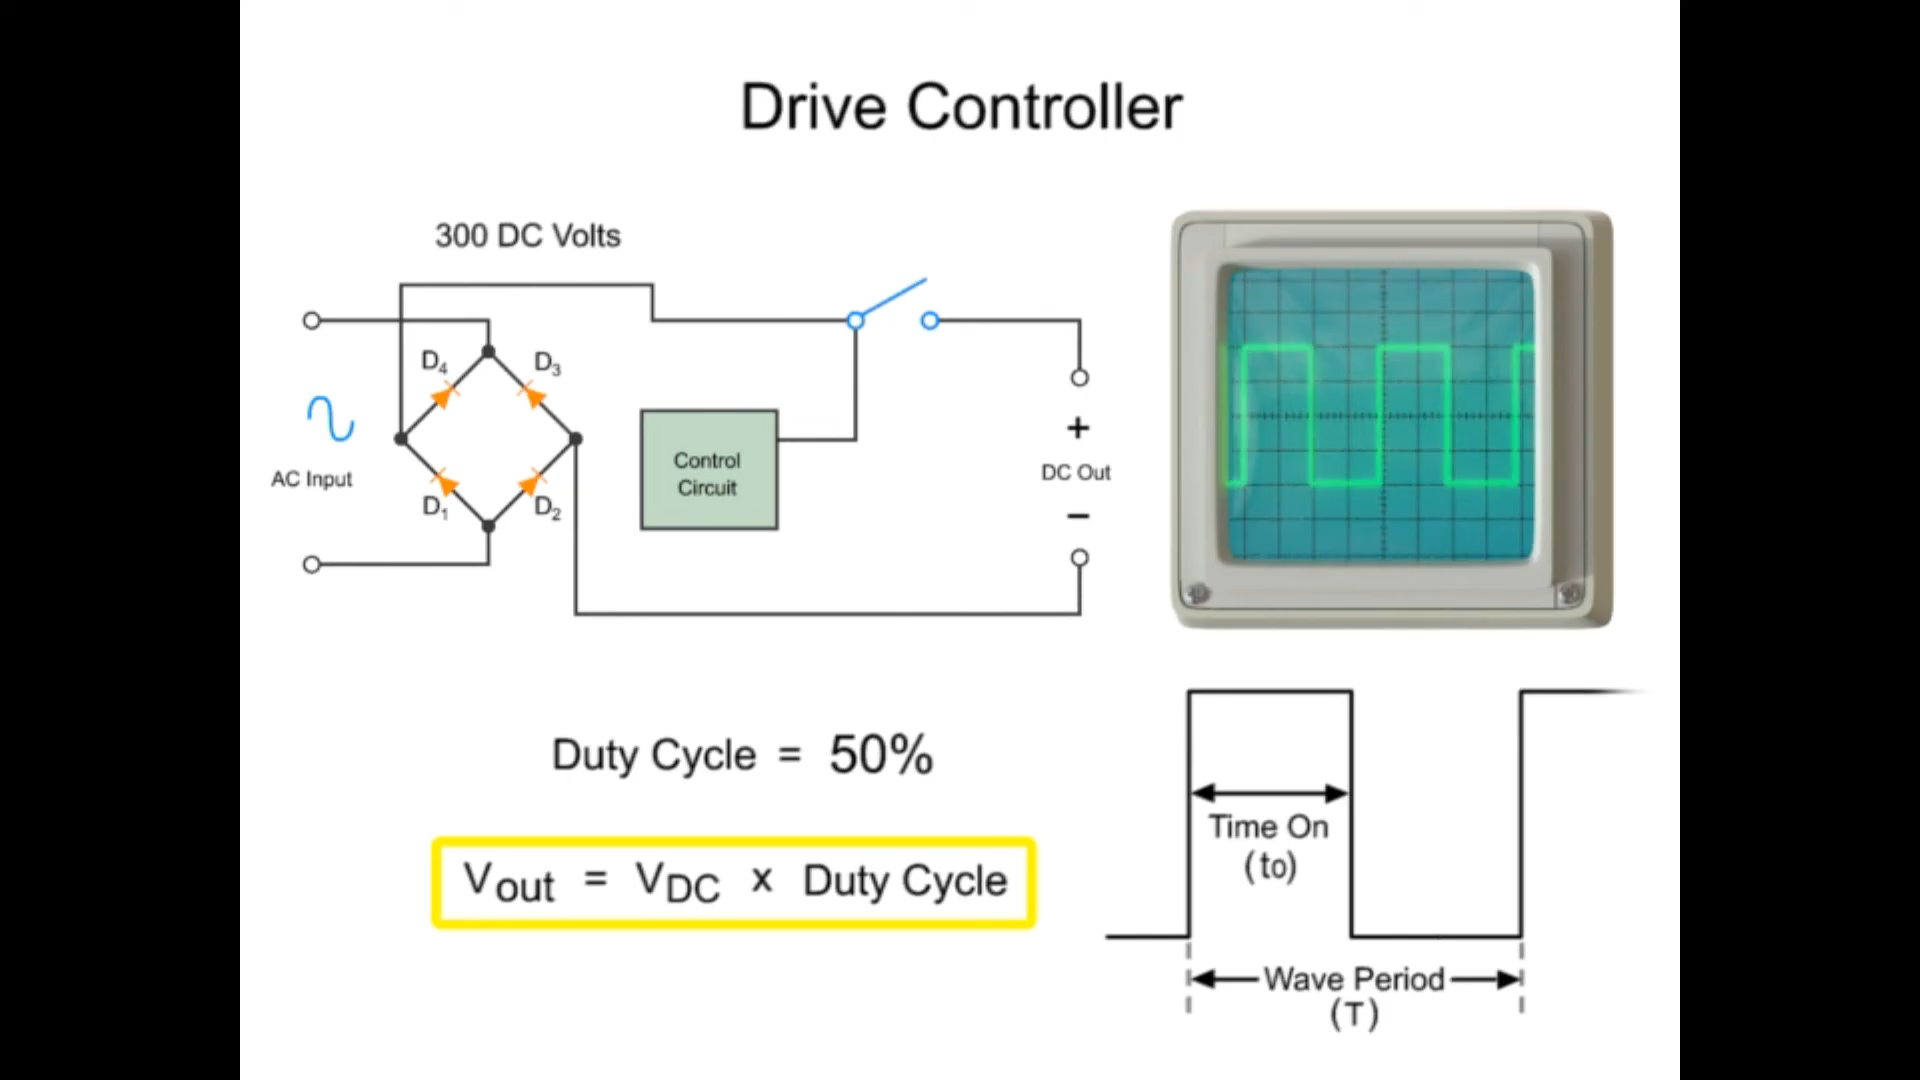 Drive Controller
300 DC Volts
D4
D3
AC Input
D1
D2
Control
Circuit
+
DC Out
−
Duty Cycle = 50%
Vout = VDC x Duty Cycle
Time On
(to)
Wave Period
(T)